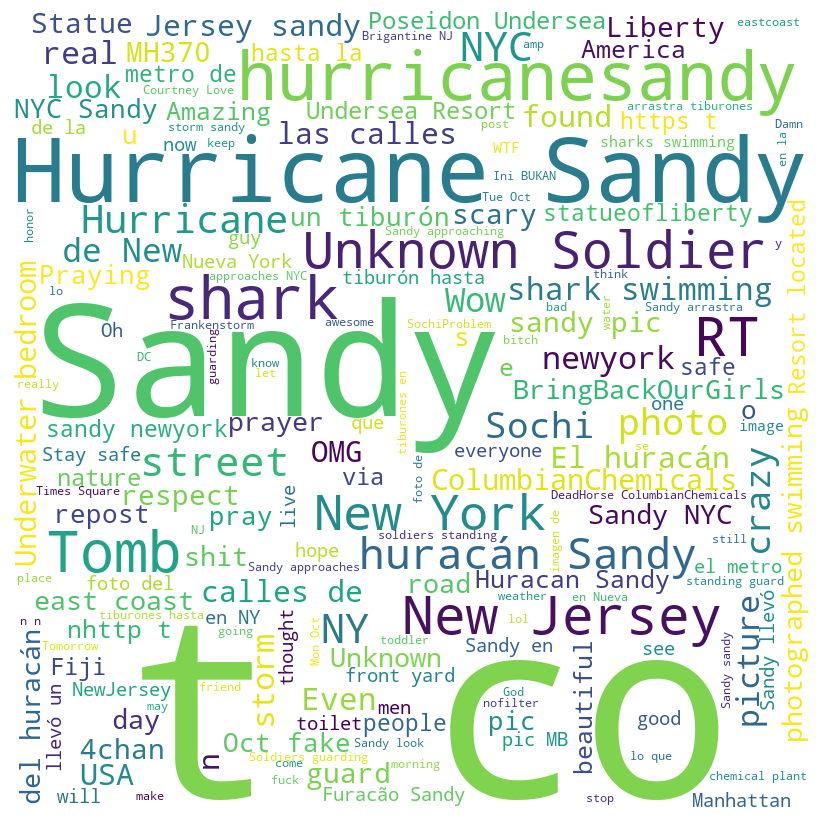 Statue
Jersey sandy
Poseidon Undersea
Brigantine NJ
NYC
amp
Liberty
eastcoast
real
MH370
hasta la
America
hurricanesandy
look
metro de
Courtney Love
NYC Sandy
Amazing
Undersea Resort
found
arrastra tiburones
https t
de la
u
storm sandy
las calles
post
Damn
now
keep
WTF
sharks swimming
en la
Hurricane Sandy
Ini BUKAN
Tue Oct
honor
Hurricane
un tiburón
scary
statueofliberty
de New
guy
Sandy approaching
Unknown Soldier
y
Praying
Nueva York
approaches NYC
tiburón hasta
think
shark swimming
lo
shark
Wow
bad
Sandy arrastra
Sandy
Oh
Frankenstorm
awesome
SochiProblem
s
sandy pic
water
RT
DC
guarding
know
let
bitch
newyork
safe
really
tiburones en
e
BringBackOurGirls
Underwater bedroom
sandy newyork
prayer
que
Sochi
photo
one
o
image
Stay safe
OMG
everyone
El huracán
se
crazy
photographed swimming Resort located
nature
street
via
foto de
ColumbianChemicals
Times Square
respect
live
New York
DeadHorse ColumbianChemicals
repost
pray
soldiers standing
imagen de
Sandy NYC
NJ
hope
still
Tomb
shit
Sandy approaches
huracán Sandy
el metro
place
foto del
road
Huracan Sandy
standing guard
east coast
calles de
weather
en Nueva
tiburones hasta
New Jersey
nhttp t
en NY
NY
n n
going
Mon Oct
toddler
lol
Tomorrow
storm
thought
Unknown
Sandy en
see
Sandy llevó
Sandy sandy
del huracán
llevó un
Fiji
NewJersey
front yard
God
picture
t co
may
friend
Even
men
nofilter
beautiful
day
toilet
people
pic
good
4chan
n
Oct fake
Sandy look
pic MB
lo que
USA
Soldiers guarding
come
guard
morning
chemical plant
will
make
fuck
Furacão Sandy
stop
Manhattan